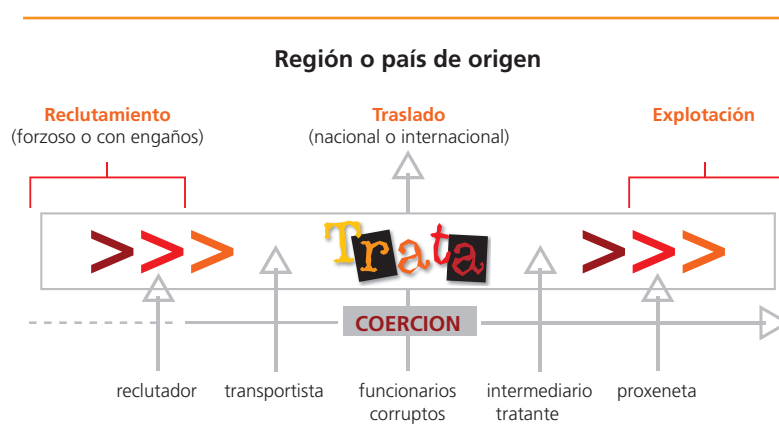 Región o país de origen
Reclutamiento
(forzoso o con engaños)
Traslado
(nacional o internacional)
Explotación
> > >
Trata
> > >
COERCION
reclutador
transportista
funcionarios
corruptos
intermediario
tratante
proxeneta